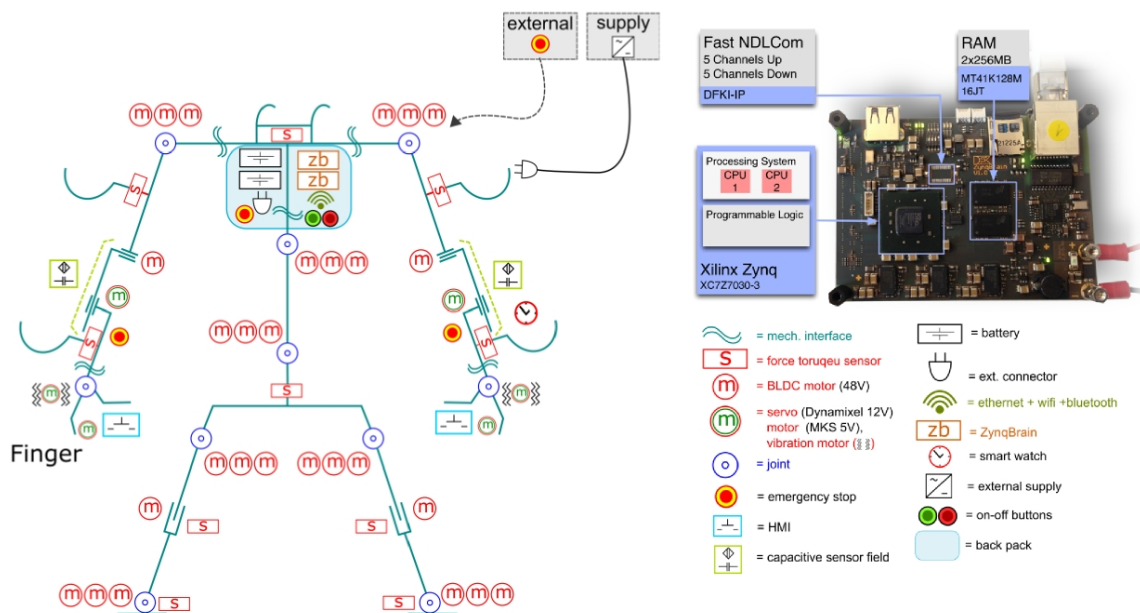 external
supply
m m m
m m m
S
zb
zb
S
S
m
m m m
m
m
m
m m m
S
S
S
m
m
m
m
Finger
m m m
m m m
m
m
S
S
m m m
S
S
m m m
Fast NDLCom
5 Channels Up
5 Channels Down
DFKI-IP
RAM
2x256MB
MT41K128M
16JT
Processing System
CPU
1
CPU
2
Programmable Logic
Xilinx Zynq
XC7Z7030-3
= mech. interface
S = force toruqeu sensor
m = BLDC motor (48V)
m = servo (Dynamixel 12V)
motor (MKS 5V),
vibration motor ( )
= joint
= emergency stop
= HMI
= capacitive sensor field
= battery
= ext. connector
= ethernet + wifi +bluetooth
zb = ZynqBrain
= smart watch
= external supply
= on-off buttons
= back pack